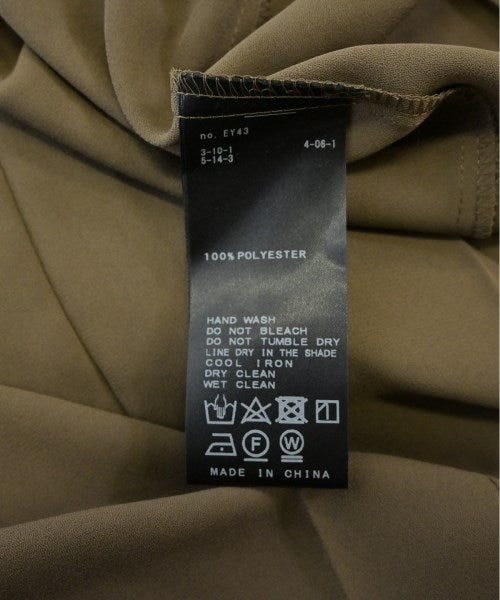 no. EY43
3-10-1 4-06-1
5-14-3
100% POLYESTER
HAND WASH
DO NOT BLEACH
DO NOT TUMBLE DRY
LINE DRY IN THE SHADE
COOL IRON
DRY CLEAN
WET CLEAN
F W
MADE IN CHINA